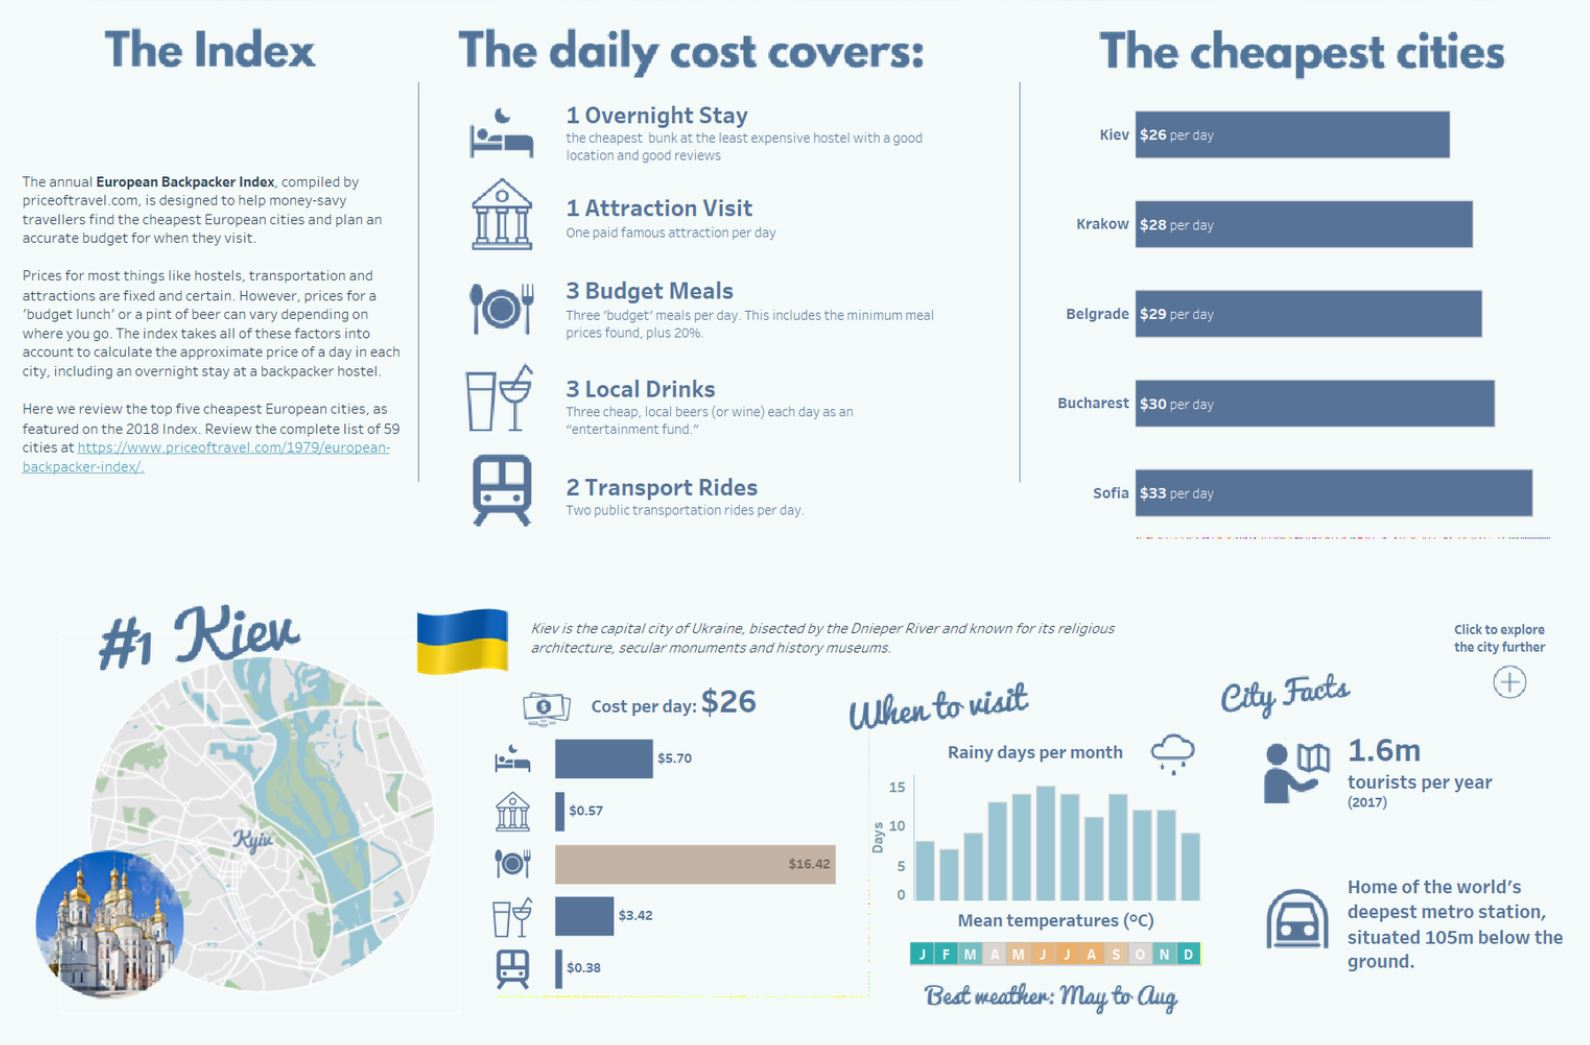 The Index
The annual European Backpacker Index, compiled by
priceoftravel.com, is designed to help money-savy
travellers find the cheapest European cities and plan an
accurate budget for when they visit.
Prices for most things like hostels, transportation and
attractions are fixed and certain. However, prices for a
'budget lunch' or a pint of beer can vary depending on
where you go. The index takes all of these factors into
account to calculate the approximate price of a day in each
city, including an overnight stay at a backpacker hostel.
Here we review the top five cheapest European cities, as
featured on the 2018 Index. Review the complete list of 59
cities at https://www.priceoftravel.com/1979/european-
backpacker-index/.
The daily cost covers:
1 Overnight Stay
the cheapest bunk at the least expensive hostel with a good
location and good reviews
1 Attraction Visit
One paid famous attraction per day
3 Budget Meals
Three 'budget' meals per day. This includes the minimum meal
prices found, plus 20%.
3 Local Drinks
Three cheap, local beers (or wine) each day as an
"entertainment fund."
2 Transport Rides
Two public transportation rides per day.
The cheapest cities
Kiev $26 per day
Krakow $28 per day
Belgrade $29 per day
Bucharest $30 per day
Sofia $33 per day
#1 Kiev
Kyiv
Kiev is the capital city of Ukraine, bisected by the Dnieper River and known for its religious
architecture, secular monuments and history museums.
Cost per day: $26
$5.70
$0.57
$16.42
$3.42
$0.38
When to visit
Rainy days per month
Days
15
10
5
0
Mean temperatures (°C)
J F M A M J J A S O N D
Best weather: May to Aug
Click to explore
the city further
City Facts
1.6m
tourists per year
(2017)
Home of the world's
deepest metro station,
situated 105m below the
ground.